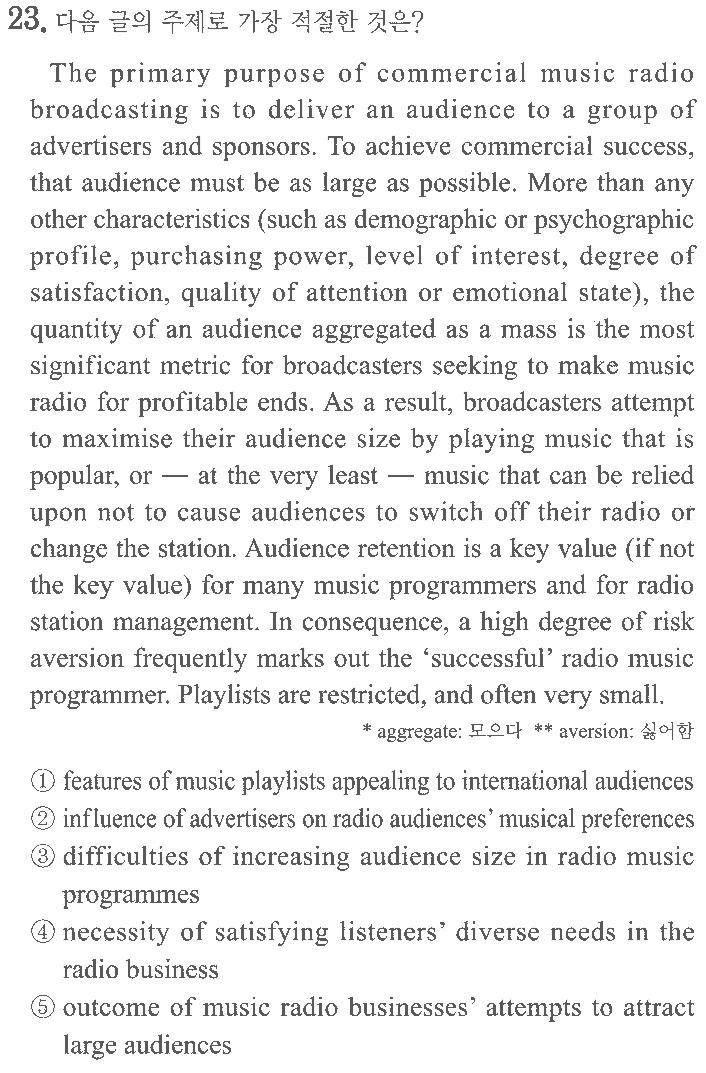 23. 다음 글의 주제로 가장 적절한 것은?
The primary purpose of commercial music radio
broadcasting is to deliver an audience to a group of
advertisers and sponsors. To achieve commercial success,
that audience must be as large as possible. More than any
other characteristics (such as demographic or psychographic
profile, purchasing power, level of interest, degree of
satisfaction, quality of attention or emotional state), the
quantity of an audience aggregated as a mass is the most
significant metric for broadcasters seeking to make music
radio for profitable ends. As a result, broadcasters attempt
to maximise their audience size by playing music that is
popular, or — at the very least — music that can be relied
upon not to cause audiences to switch off their radio or
change the station. Audience retention is a key value (if not
the key value) for many music programmers and for radio
station management. In consequence, a high degree of risk
aversion frequently marks out the ‘successful’ radio music
programmer. Playlists are restricted, and often very small.
* aggregate: 모으다 ** aversion: 싫어함
① features of music playlists appealing to international audiences
② influence of advertisers on radio audiences’ musical preferences
③ difficulties of increasing audience size in radio music
programmes
④ necessity of satisfying listeners’ diverse needs in the
radio business
⑤ outcome of music radio businesses’ attempts to attract
large audiences